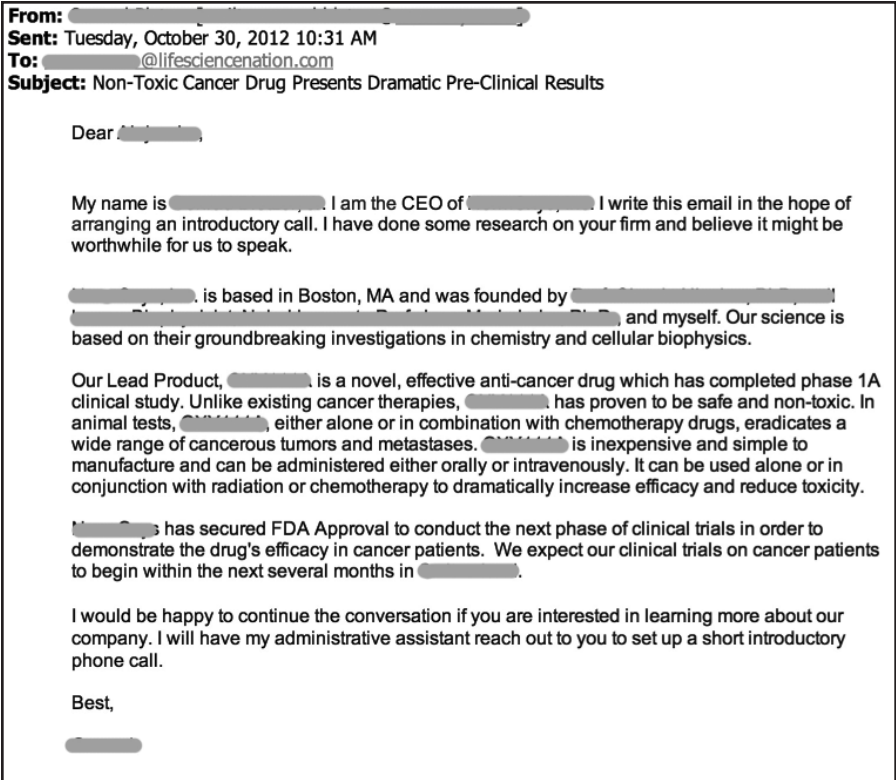 From:
Sent: Tuesday, October 30, 2012 10:31 AM
To: @lifesciencenation.com
Subject: Non-Toxic Cancer Drug Presents Dramatic Pre-Clinical Results
Dear ,
My name is . I am the CEO of . I write this email in the hope of
arranging an introductory call. I have done some research on your firm and believe it might be
worthwhile for us to speak.
. is based in Boston, MA and was founded by
, and myself. Our science is
based on their groundbreaking investigations in chemistry and cellular biophysics.
Our Lead Product, is a novel, effective anti-cancer drug which has completed phase 1A
clinical study. Unlike existing cancer therapies, has proven to be safe and non-toxic. In
animal tests, , either alone or in combination with chemotherapy drugs, eradicates a
wide range of cancerous tumors and metastases. is inexpensive and simple to
manufacture and can be administered either orally or intravenously. It can be used alone or in
conjunction with radiation or chemotherapy to dramatically increase efficacy and reduce toxicity.
has secured FDA Approval to conduct the next phase of clinical trials in order to
demonstrate the drug's efficacy in cancer patients. We expect our clinical trials on cancer patients
to begin within the next several months in .
I would be happy to continue the conversation if you are interested in learning more about our
company. I will have my administrative assistant reach out to you to set up a short introductory
phone call.
Best,